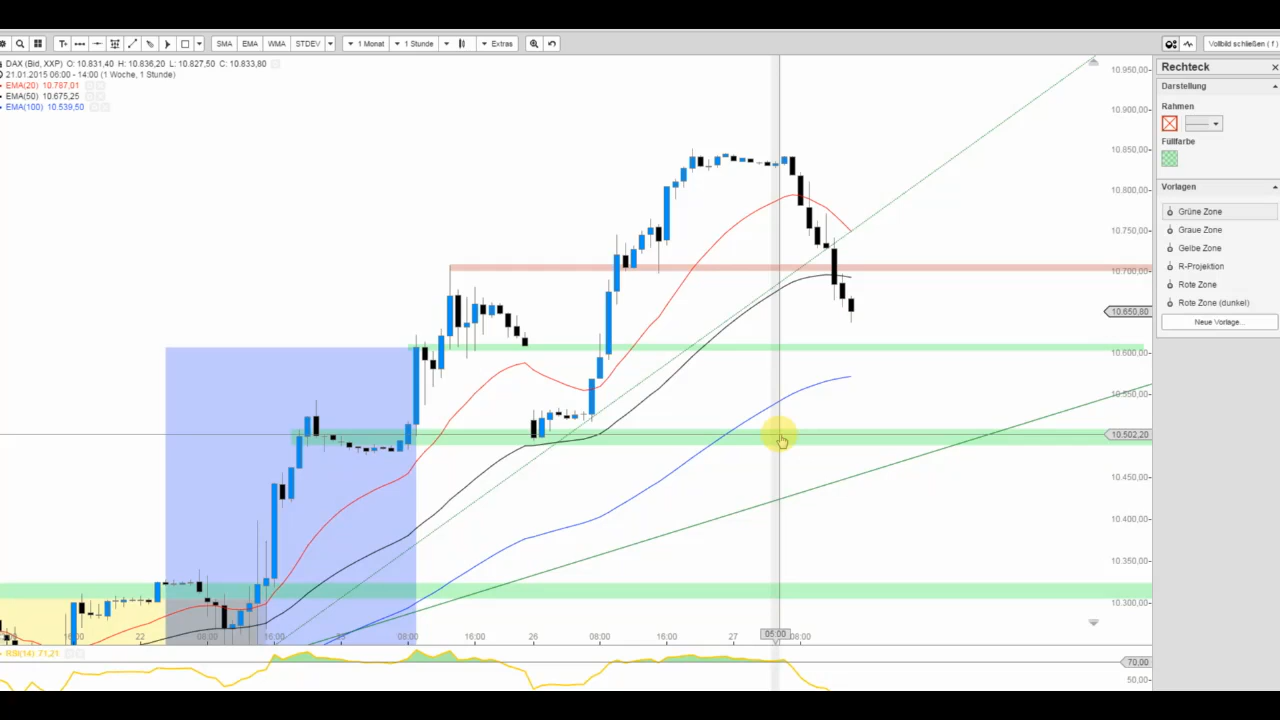 SMA EMA WMA STDEV 1 Monat 1 Stunde Extras Vollbild schließen ( f )
DAX (Bid, XXP) O: 10.831,40 H: 10.836,20 L: 10.827,50 C: 10.833,80
21.01.2015 06:00 - 14:00 (1 Woche, 1 Stunde)
EMA(20) 10.787,01
EMA(50) 10.675,25
EMA(100) 10.539,50
10.950,00
10.900,00
10.850,00
10.800,00
10.750,00
10.700,00
10.650,80
10.600,00
10.550,00
10.502,20
10.450,00
10.400,00
10.350,00
10.300,00
16:00 22 08:00 16:00 08:00 16:00 26 08:00 16:00 27 05:00 08:00
RSI(14) 71,21
70,00
50,00
Rechteck
Darstellung
Rahmen
Füllfarbe
Vorlagen
Grüne Zone
Graue Zone
Gelbe Zone
R-Projektion
Rote Zone
Rote Zone (dunkel)
Neue Vorlage...